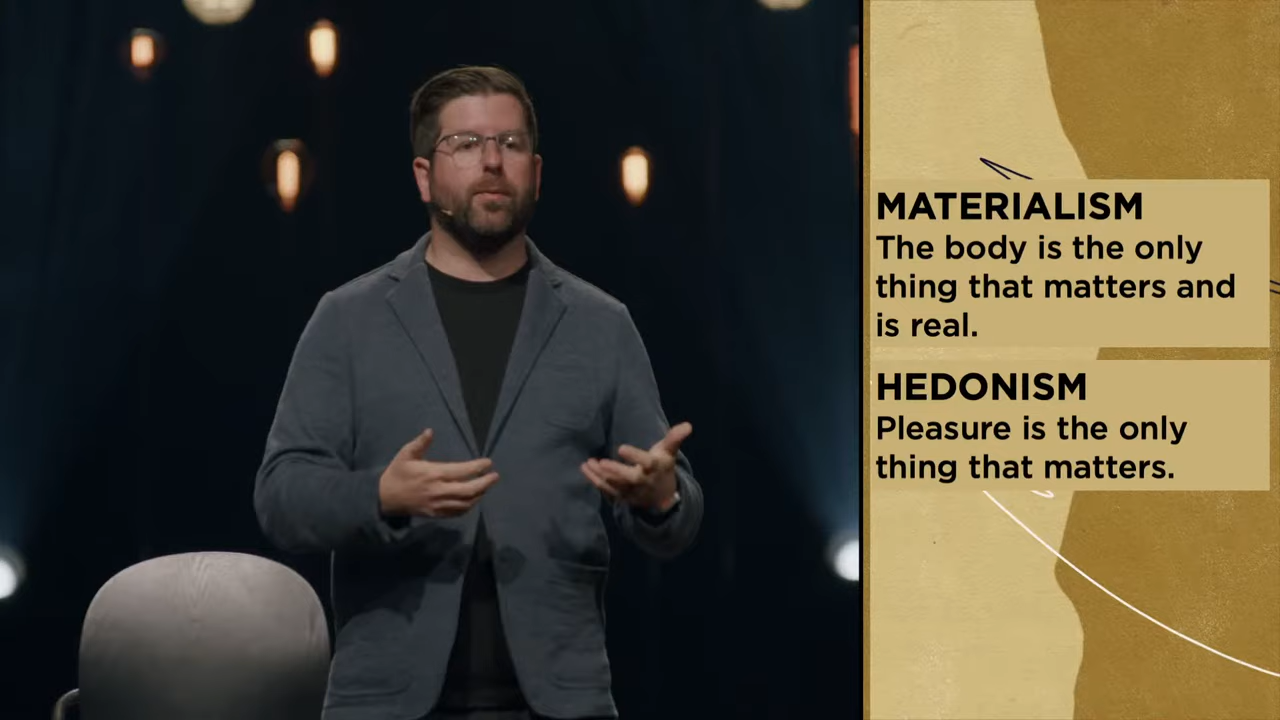 MATERIALISM
The body is the only
thing that matters and
is real.
HEDONISM
Pleasure is the only
thing that matters.